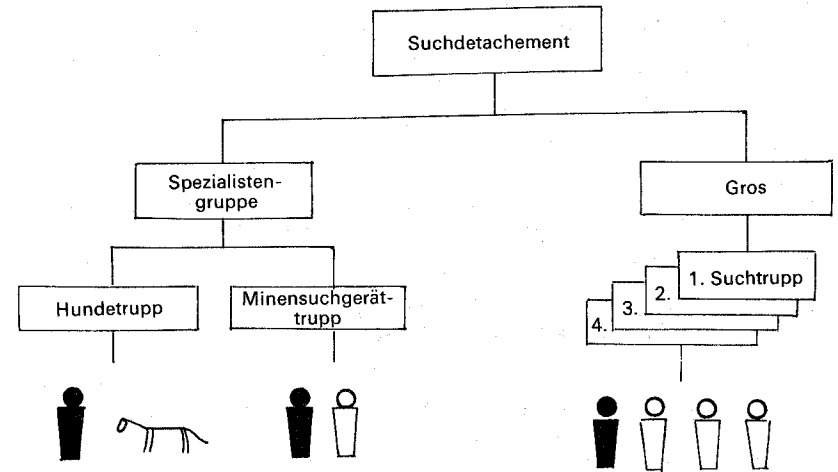 Suchdetachement
Spezialisten-
gruppe
Gros
Hundetrupp
Minensuchgerät-
trupp
1. Suchtrupp
2.
3.
4.